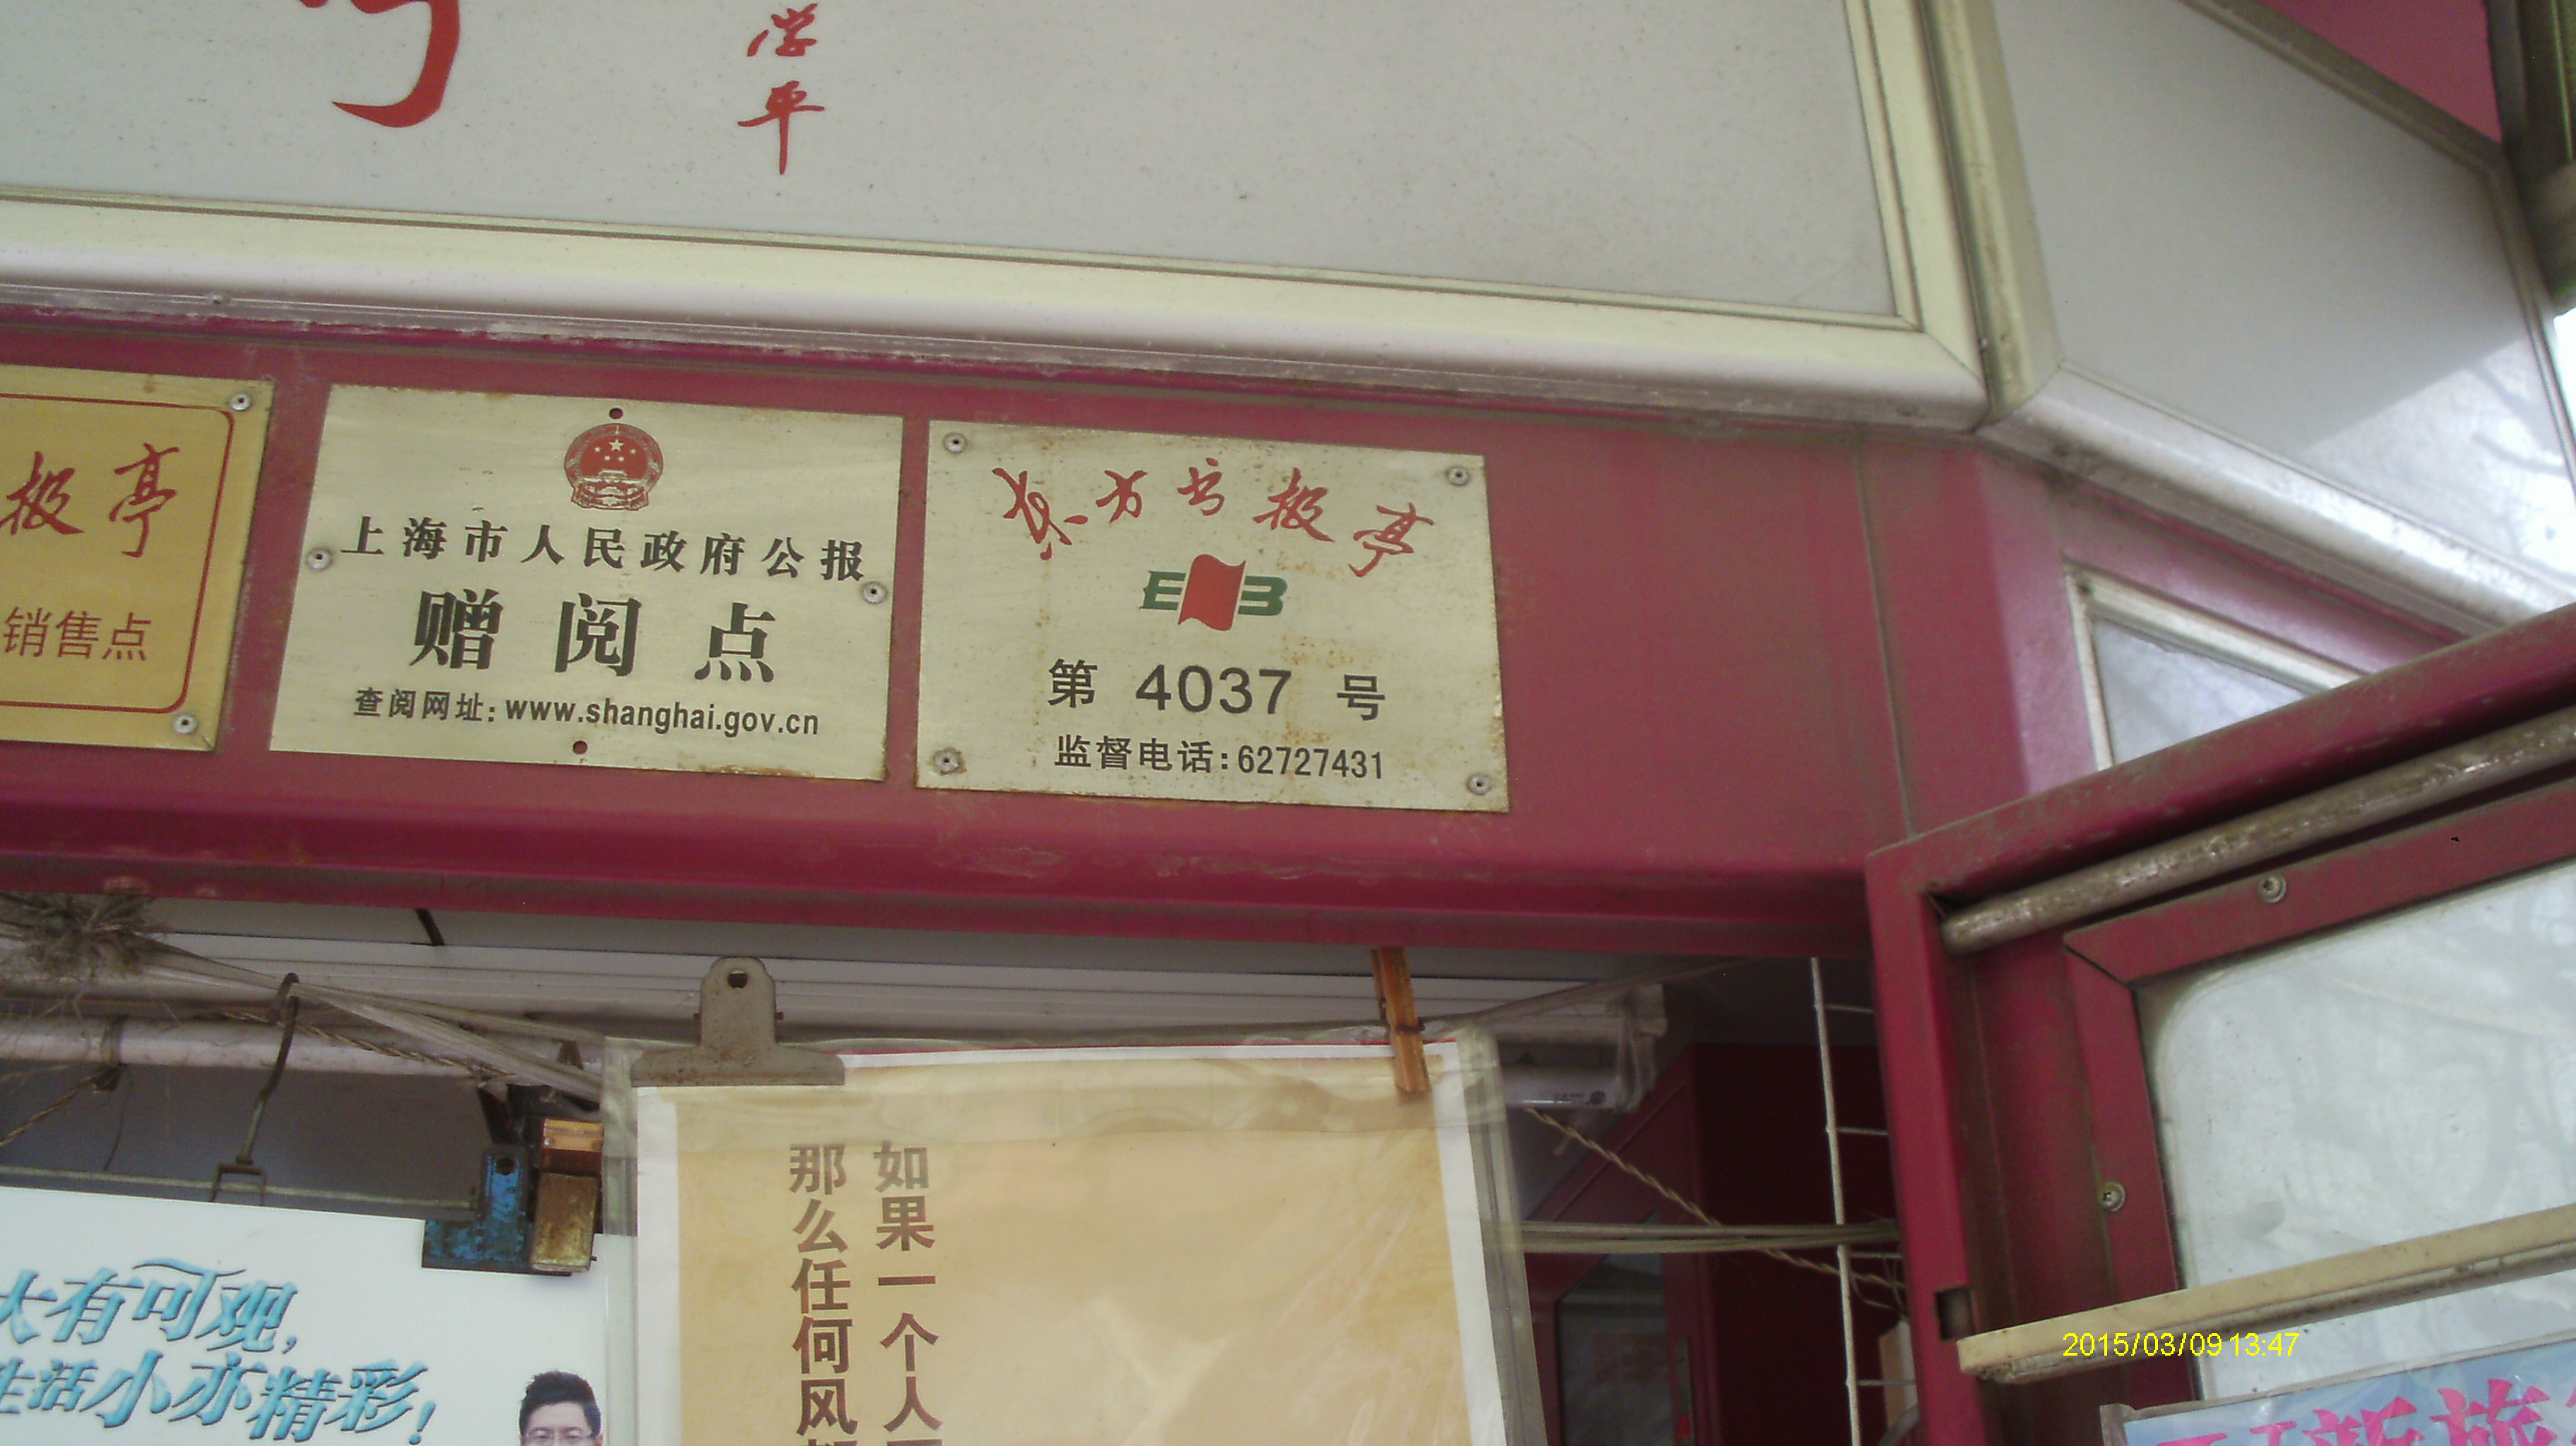 学平
报亭
销售点
上海市人民政府公报
赠阅点
查阅网址:www.shanghai.gov.cn
东方书报亭
EB
第 4037 号
监督电话:62727431
如果一个人
那么任何风
大有可观,
生活小亦精彩!
2015/03/09 13:47
新旅